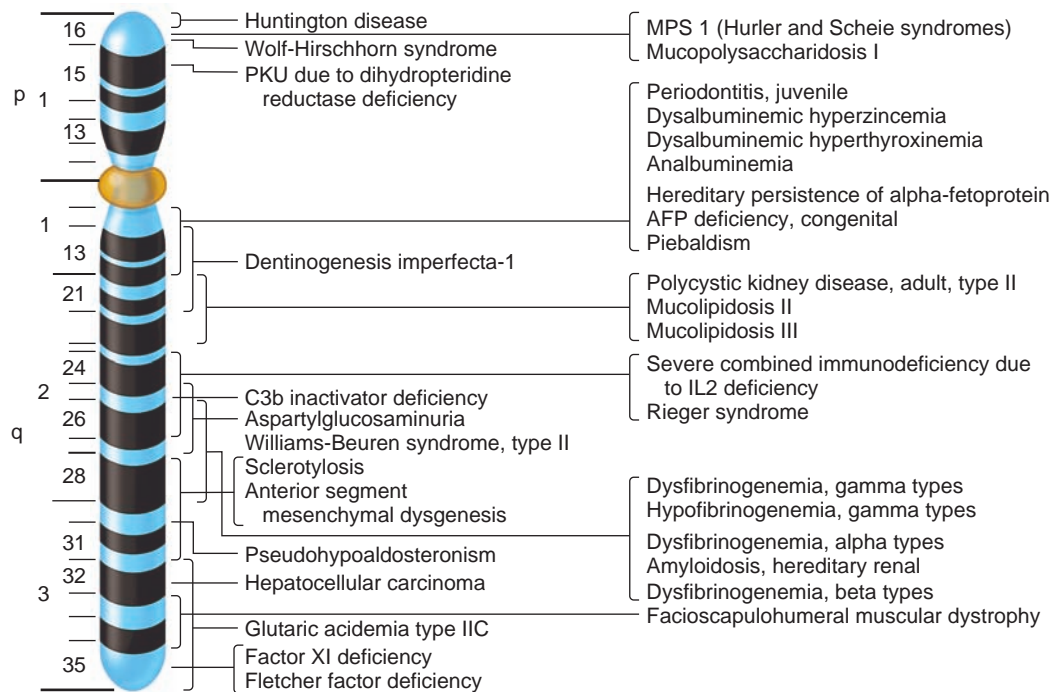 p
q
1
1
2
3
16
15
13
13
21
24
26
28
31
32
35
Huntington disease
Wolf-Hirschhorn syndrome
PKU due to dihydropteridine
reductase deficiency
Dentinogenesis imperfecta-1
C3b inactivator deficiency
Aspartylglucosaminuria
Williams-Beuren syndrome, type II
Sclerotylosis
Anterior segment
mesenchymal dysgenesis
Pseudohypoaldosteronism
Hepatocellular carcinoma
Glutaric acidemia type IIC
Factor XI deficiency
Fletcher factor deficiency
MPS 1 (Hurler and Scheie syndromes)
Mucopolysaccharidosis I
Periodontitis, juvenile
Dysalbuminemic hyperzincemia
Dysalbuminemic hyperthyroxinemia
Analbuminemia
Hereditary persistence of alpha-fetoprotein
AFP deficiency, congenital
Piebaldism
Polycystic kidney disease, adult, type II
Mucolipidosis II
Mucolipidosis III
Severe combined immunodeficiency due
to IL2 deficiency
Rieger syndrome
Dysfibrinogenemia, gamma types
Hypofibrinogenemia, gamma types
Dysfibrinogenemia, alpha types
Amyloidosis, hereditary renal
Dysfibrinogenemia, beta types
Facioscapulohumeral muscular dystrophy